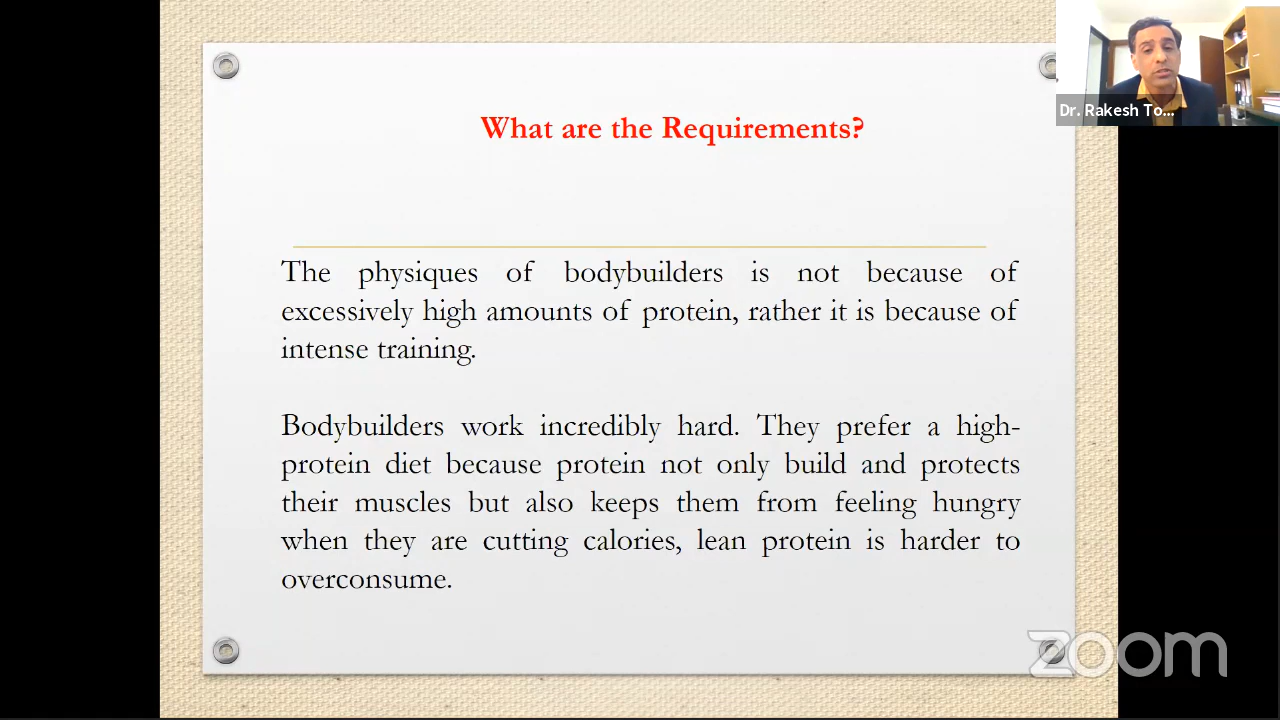 What are the Requirements?
Dr. Rakesh To...
The physiques of bodybuilders is not because of
excessively high amounts of protein, rather it is because of
intense training.
Bodybuilders work incredibly hard. They prefer a high-
protein diet because protein not only build and protects
their muscles but also keeps them from feeling hungry
when they are cutting calories, lean protein is harder to
overconsume.
zoom